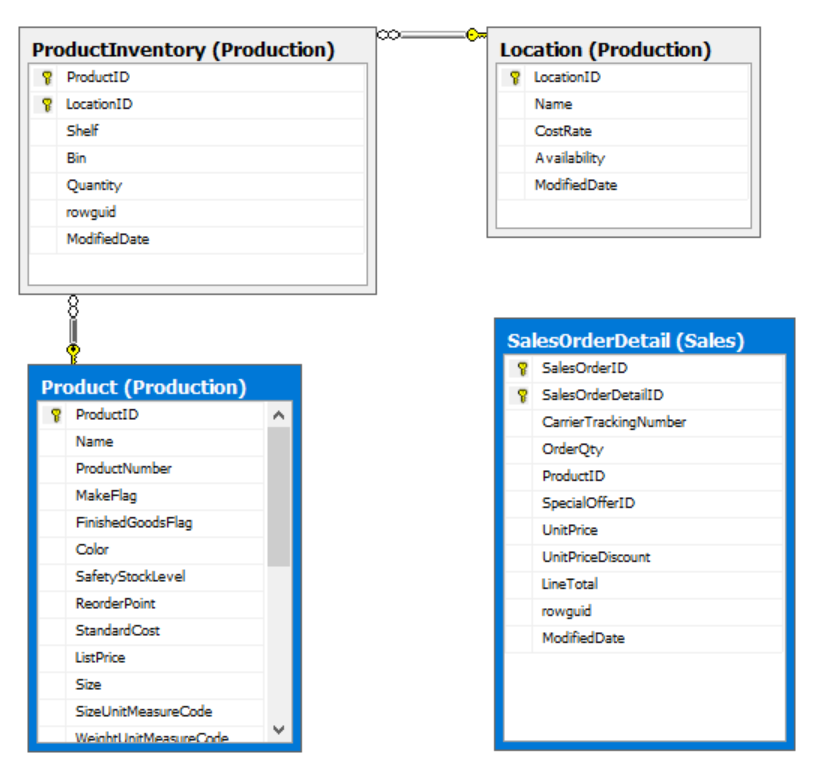 ProductInventory (Production)
ProductID
LocationID
Shelf
Bin
Quantity
rowguid
ModifiedDate
Location (Production)
LocationID
Name
CostRate
Availability
ModifiedDate
Product (Production)
ProductID
Name
ProductNumber
MakeFlag
FinishedGoodsFlag
Color
SafetyStockLevel
ReorderPoint
StandardCost
ListPrice
Size
SizeUnitMeasureCode
WeightUnitMeasureCode
SalesOrderDetail (Sales)
SalesOrderID
SalesOrderDetailID
CarrierTrackingNumber
OrderQty
ProductID
SpecialOfferID
UnitPrice
UnitPriceDiscount
LineTotal
rowguid
ModifiedDate